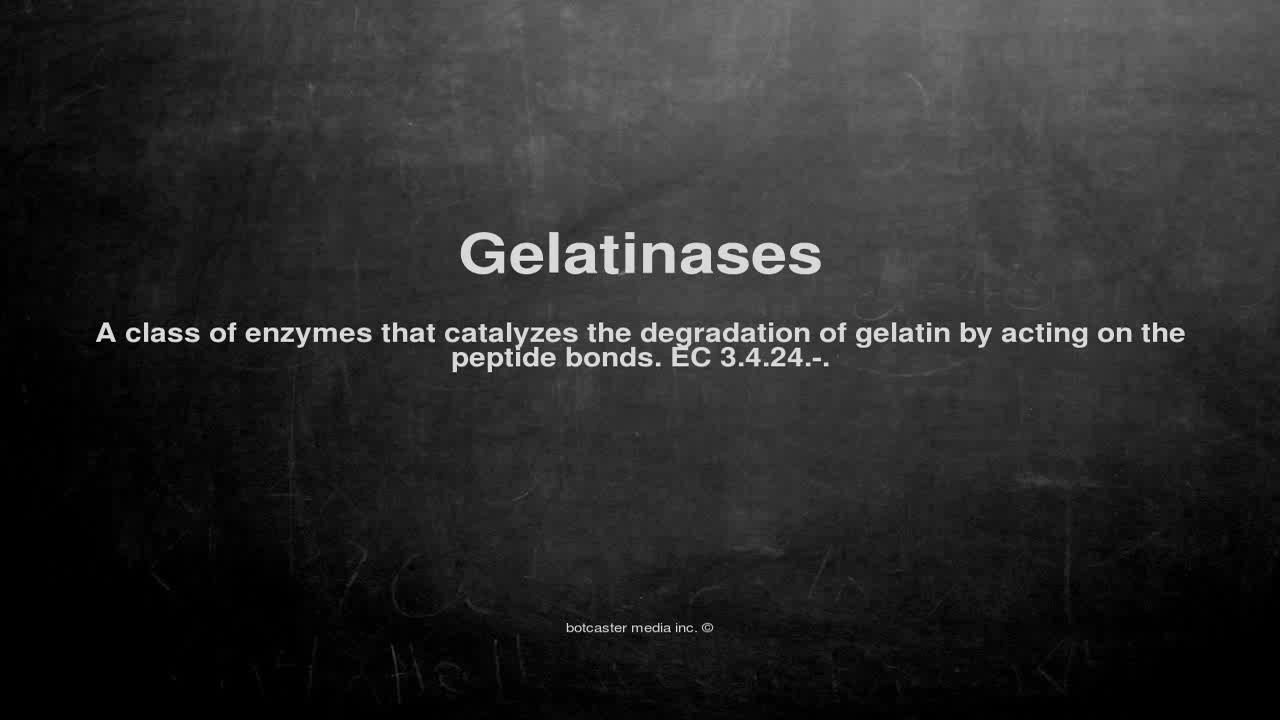 Gelatinases
A class of enzymes that catalyzes the degradation of gelatin by acting on the
peptide bonds. EC 3.4.24.-.
botcaster media inc. ©